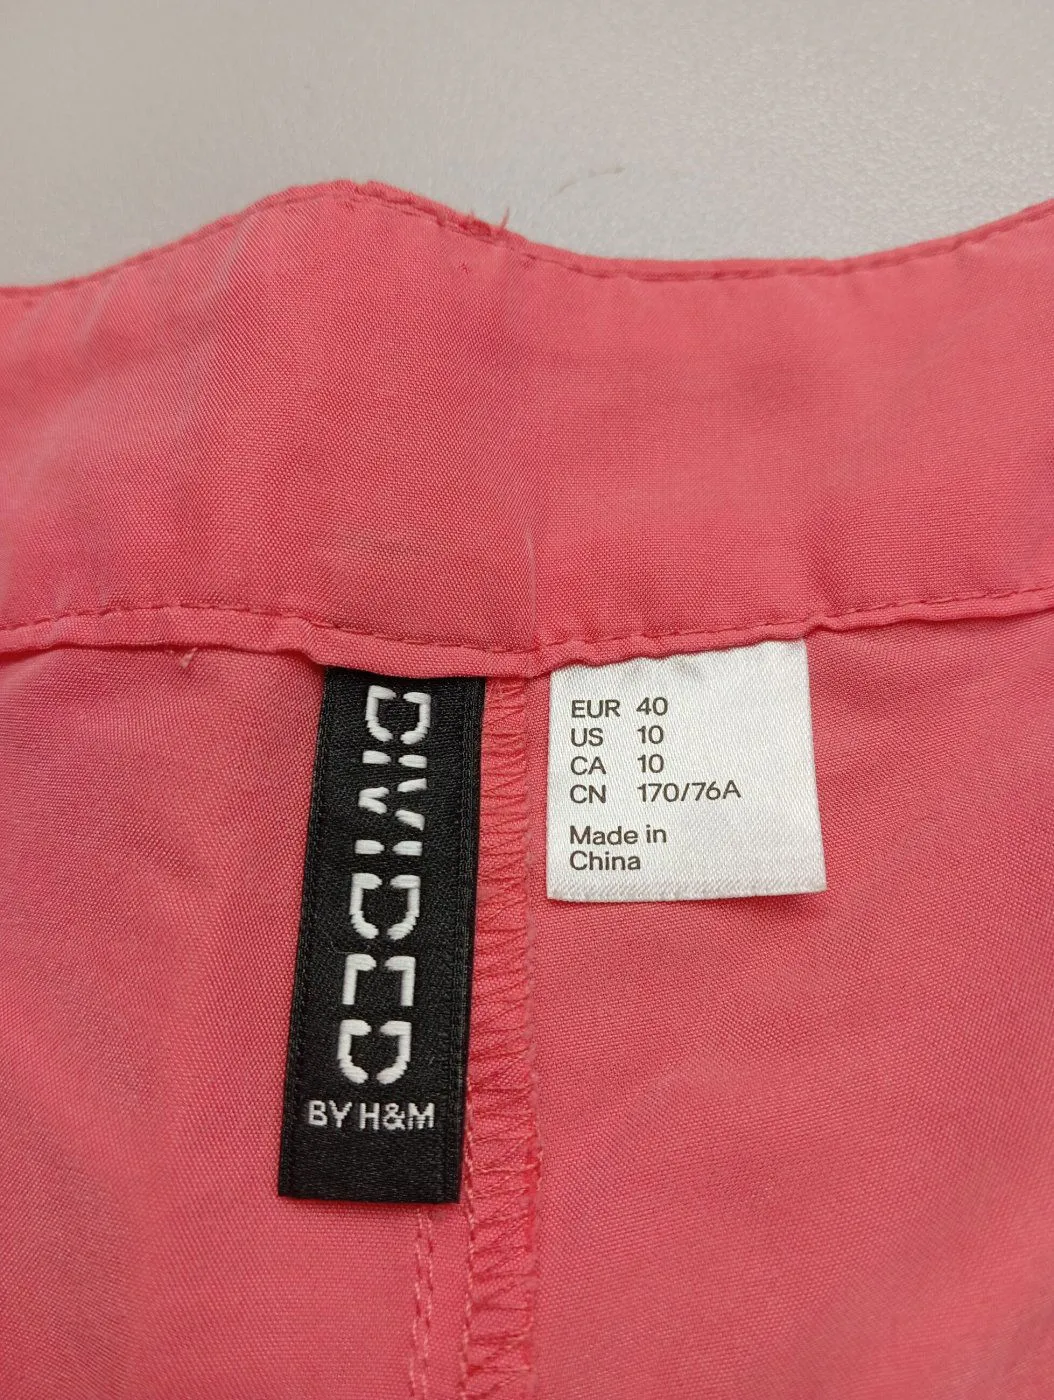 DIVIDED
BY H&M
EUR 40
US 10
CA 10
CN 170/76A
Made in
China